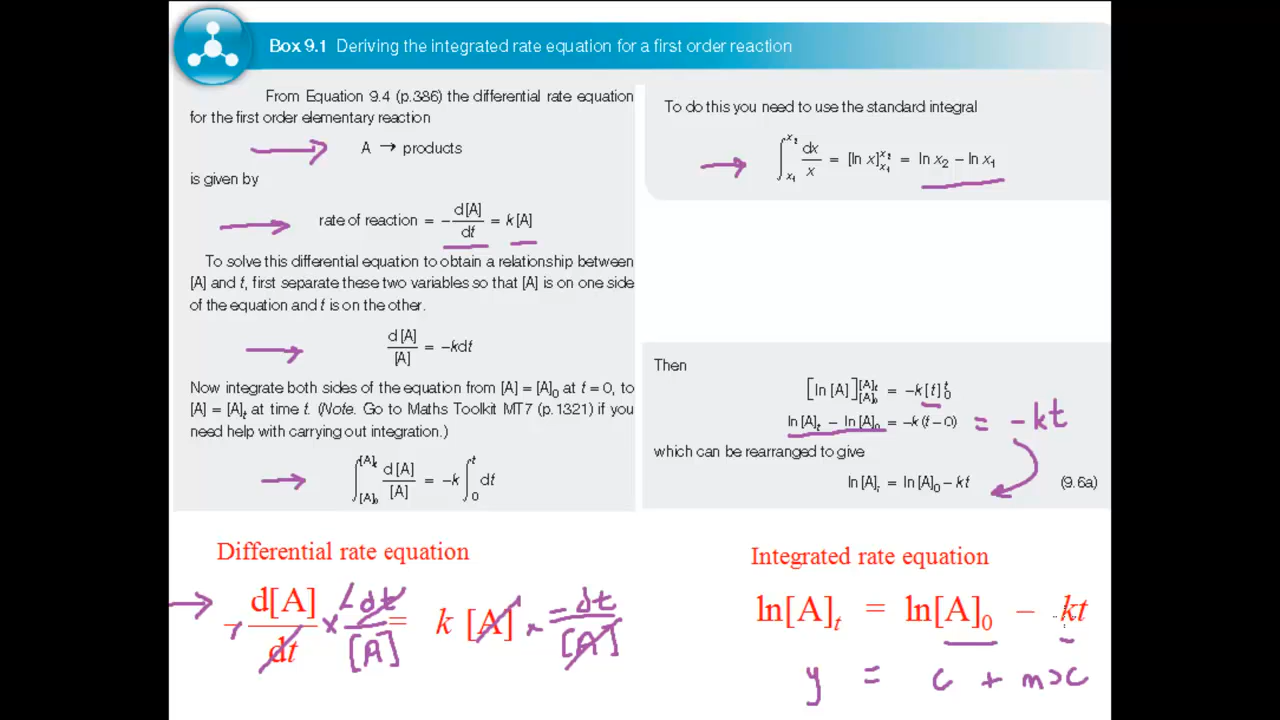 Box 9.1 Deriving the integrated rate equation for a first order reaction
From Equation 9.4 (p.386) the differential rate equation
for the first order elementary reaction
A → products
is given by
rate of reaction = −d[A]/dt = k[A]
To solve this differential equation to obtain a relationship between
[A] and t, first separate these two variables so that [A] is on one side
of the equation and t is on the other.
d[A]/[A] = −kdt
Now integrate both sides of the equation from [A] = [A]₀ at t = 0, to
[A] = [A]ₜ at time t. (Note. Go to Maths Toolkit MT7 (p.1321) if you
need help with carrying out integration.)
∫_[A]₀^[A]ₜ d[A]/[A] = −k ∫₀ᵗ dt
To do this you need to use the standard integral
∫_x₁^x₂ dx/x = [ln x]_x₁^x₂ = ln x₂ − ln x₁
Then
[ln [A]]_[A]₀^[A]ₜ = −k[t]₀ᵗ
ln [A]ₜ − ln [A]₀ = −k(t − 0) = −kt
which can be rearranged to give
ln [A]ₜ = ln [A]₀ − kt (9.6a)
Differential rate equation
− d[A]/dt × −dt/[A] = k [A] × −dt/[A]
Integrated rate equation
ln[A]ₜ = ln[A]₀ − kt
y = c + mx